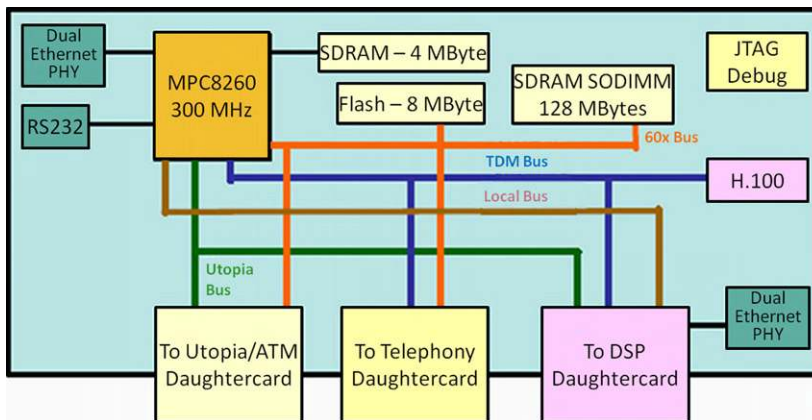 Dual
Ethernet
PHY
MPC8260
300 MHz
SDRAM – 4 MByte
Flash – 8 MByte
SDRAM SODIMM
128 MBytes
JTAG
Debug
RS232
60x Bus
TDM Bus
H.100
Local Bus
Utopia
Bus
Dual
Ethernet
PHY
To Utopia/ATM
Daughtercard
To Telephony
Daughtercard
To DSP
Daughtercard